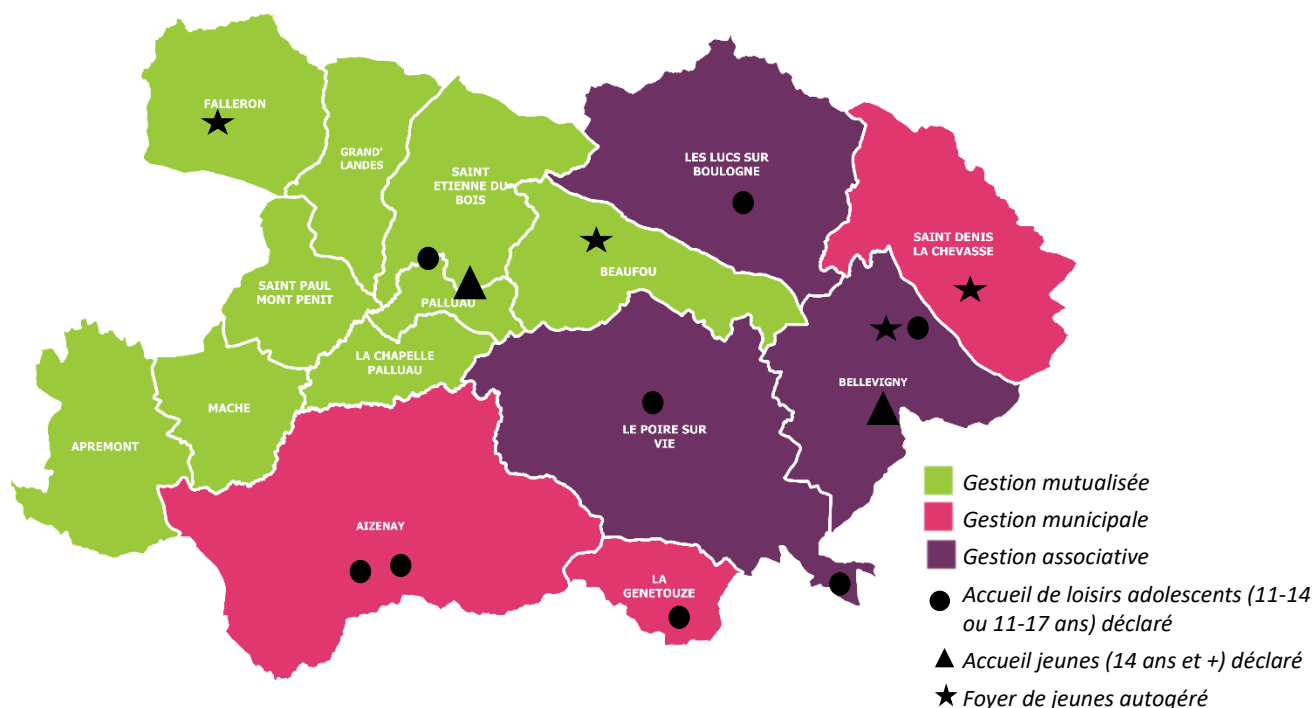 FALLERON
GRAND'
LANDES
SAINT
ETIENNE DU
BOIS
LES LUCS SUR
BOULOGNE
SAINT DENIS
LA CHEVASSE
SAINT PAUL
MONT PENIT
PALLUAU
BEAUFOU
LA CHAPELLE
PALLUAU
MACHE
APREMONT
BELLEVIGNY
LE POIRE SUR
VIE
AIZENAY
LA
GENETOUZE
Gestion mutualisée
Gestion municipale
Gestion associative
Accueil de loisirs adolescents (11-14
ou 11-17 ans) déclaré
Accueil jeunes (14 ans et +) déclaré
Foyer de jeunes autogéré